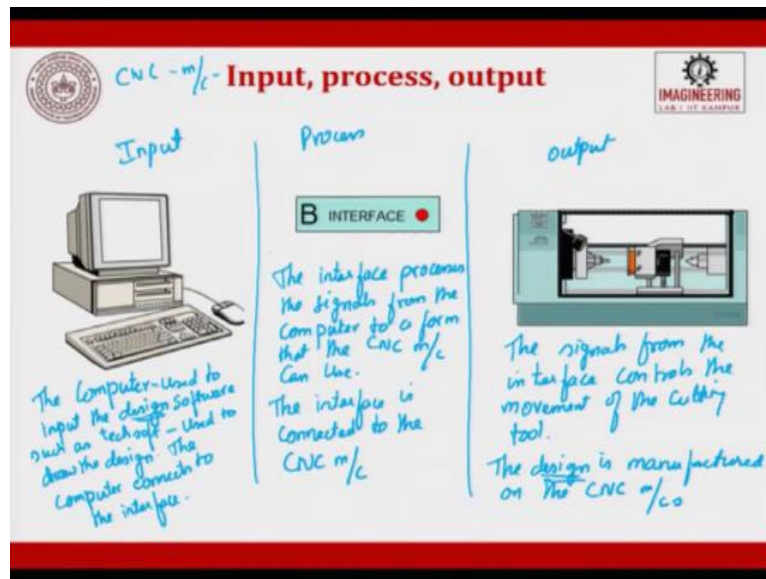 CNC - m/c - Input, process, output
IMAGINEERING
LAB | IIT KANPUR
Input
The Computer - Used to
input the design Software
such as techsoft - Used to
draw the design. The
Computer connects to
the interface.
Process
B INTERFACE
The interface processes
the signals from the
Computer to a form
that the CNC m/c
Can Use.
The interface is
Connected to the
CNC m/c
output
The signals from the
interface controls the
movement of the Cutting
tool.
The design is manufactured
on the CNC m/cs